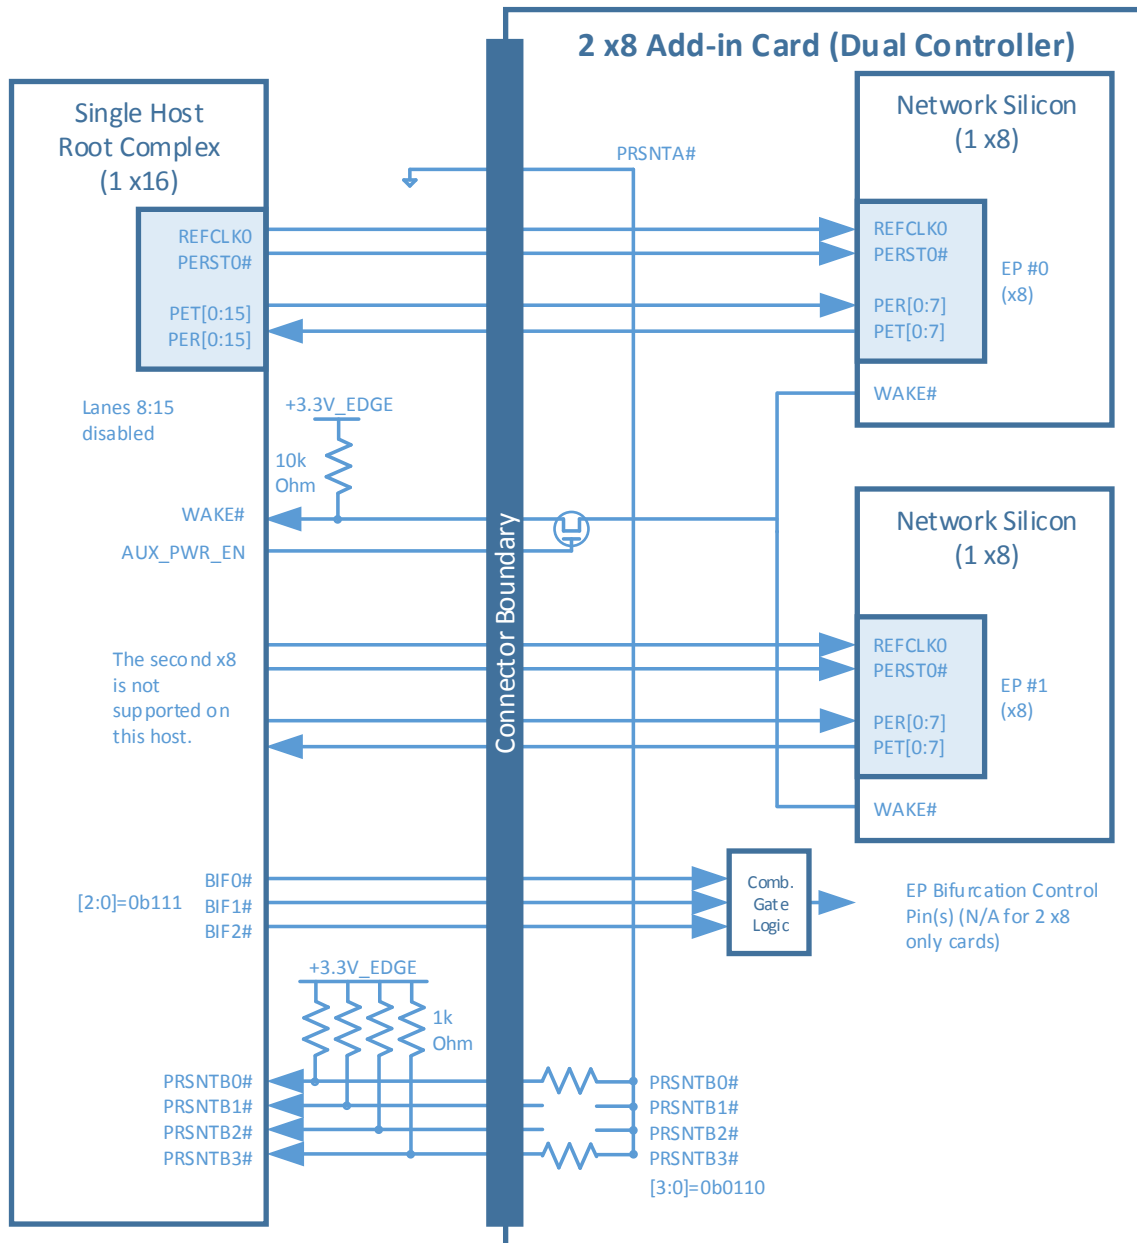 2 x8 Add-in Card (Dual Controller)
Single Host
Root Complex
(1 x16)
Network Silicon
(1 x8)
PRSNTA#
REFCLK0
PERST0#
PET[0:15]
PER[0:15]
REFCLK0
PERST0#
PER[0:7]
PET[0:7]
EP #0
(x8)
WAKE#
Lanes 8:15
disabled
+3.3V_EDGE
10k
Ohm
WAKE#
AUX_PWR_EN
Connector Boundary
Network Silicon
(1 x8)
The second x8
is not
supported on
this host.
REFCLK0
PERST0#
PER[0:7]
PET[0:7]
EP #1
(x8)
WAKE#
[2:0]=0b111
BIF0#
BIF1#
BIF2#
Comb.
Gate
Logic
EP Bifurcation Control
Pin(s) (N/A for 2 x8
only cards)
+3.3V_EDGE
1k
Ohm
PRSNTB0#
PRSNTB1#
PRSNTB2#
PRSNTB3#
PRSNTB0#
PRSNTB1#
PRSNTB2#
PRSNTB3#
[3:0]=0b0110